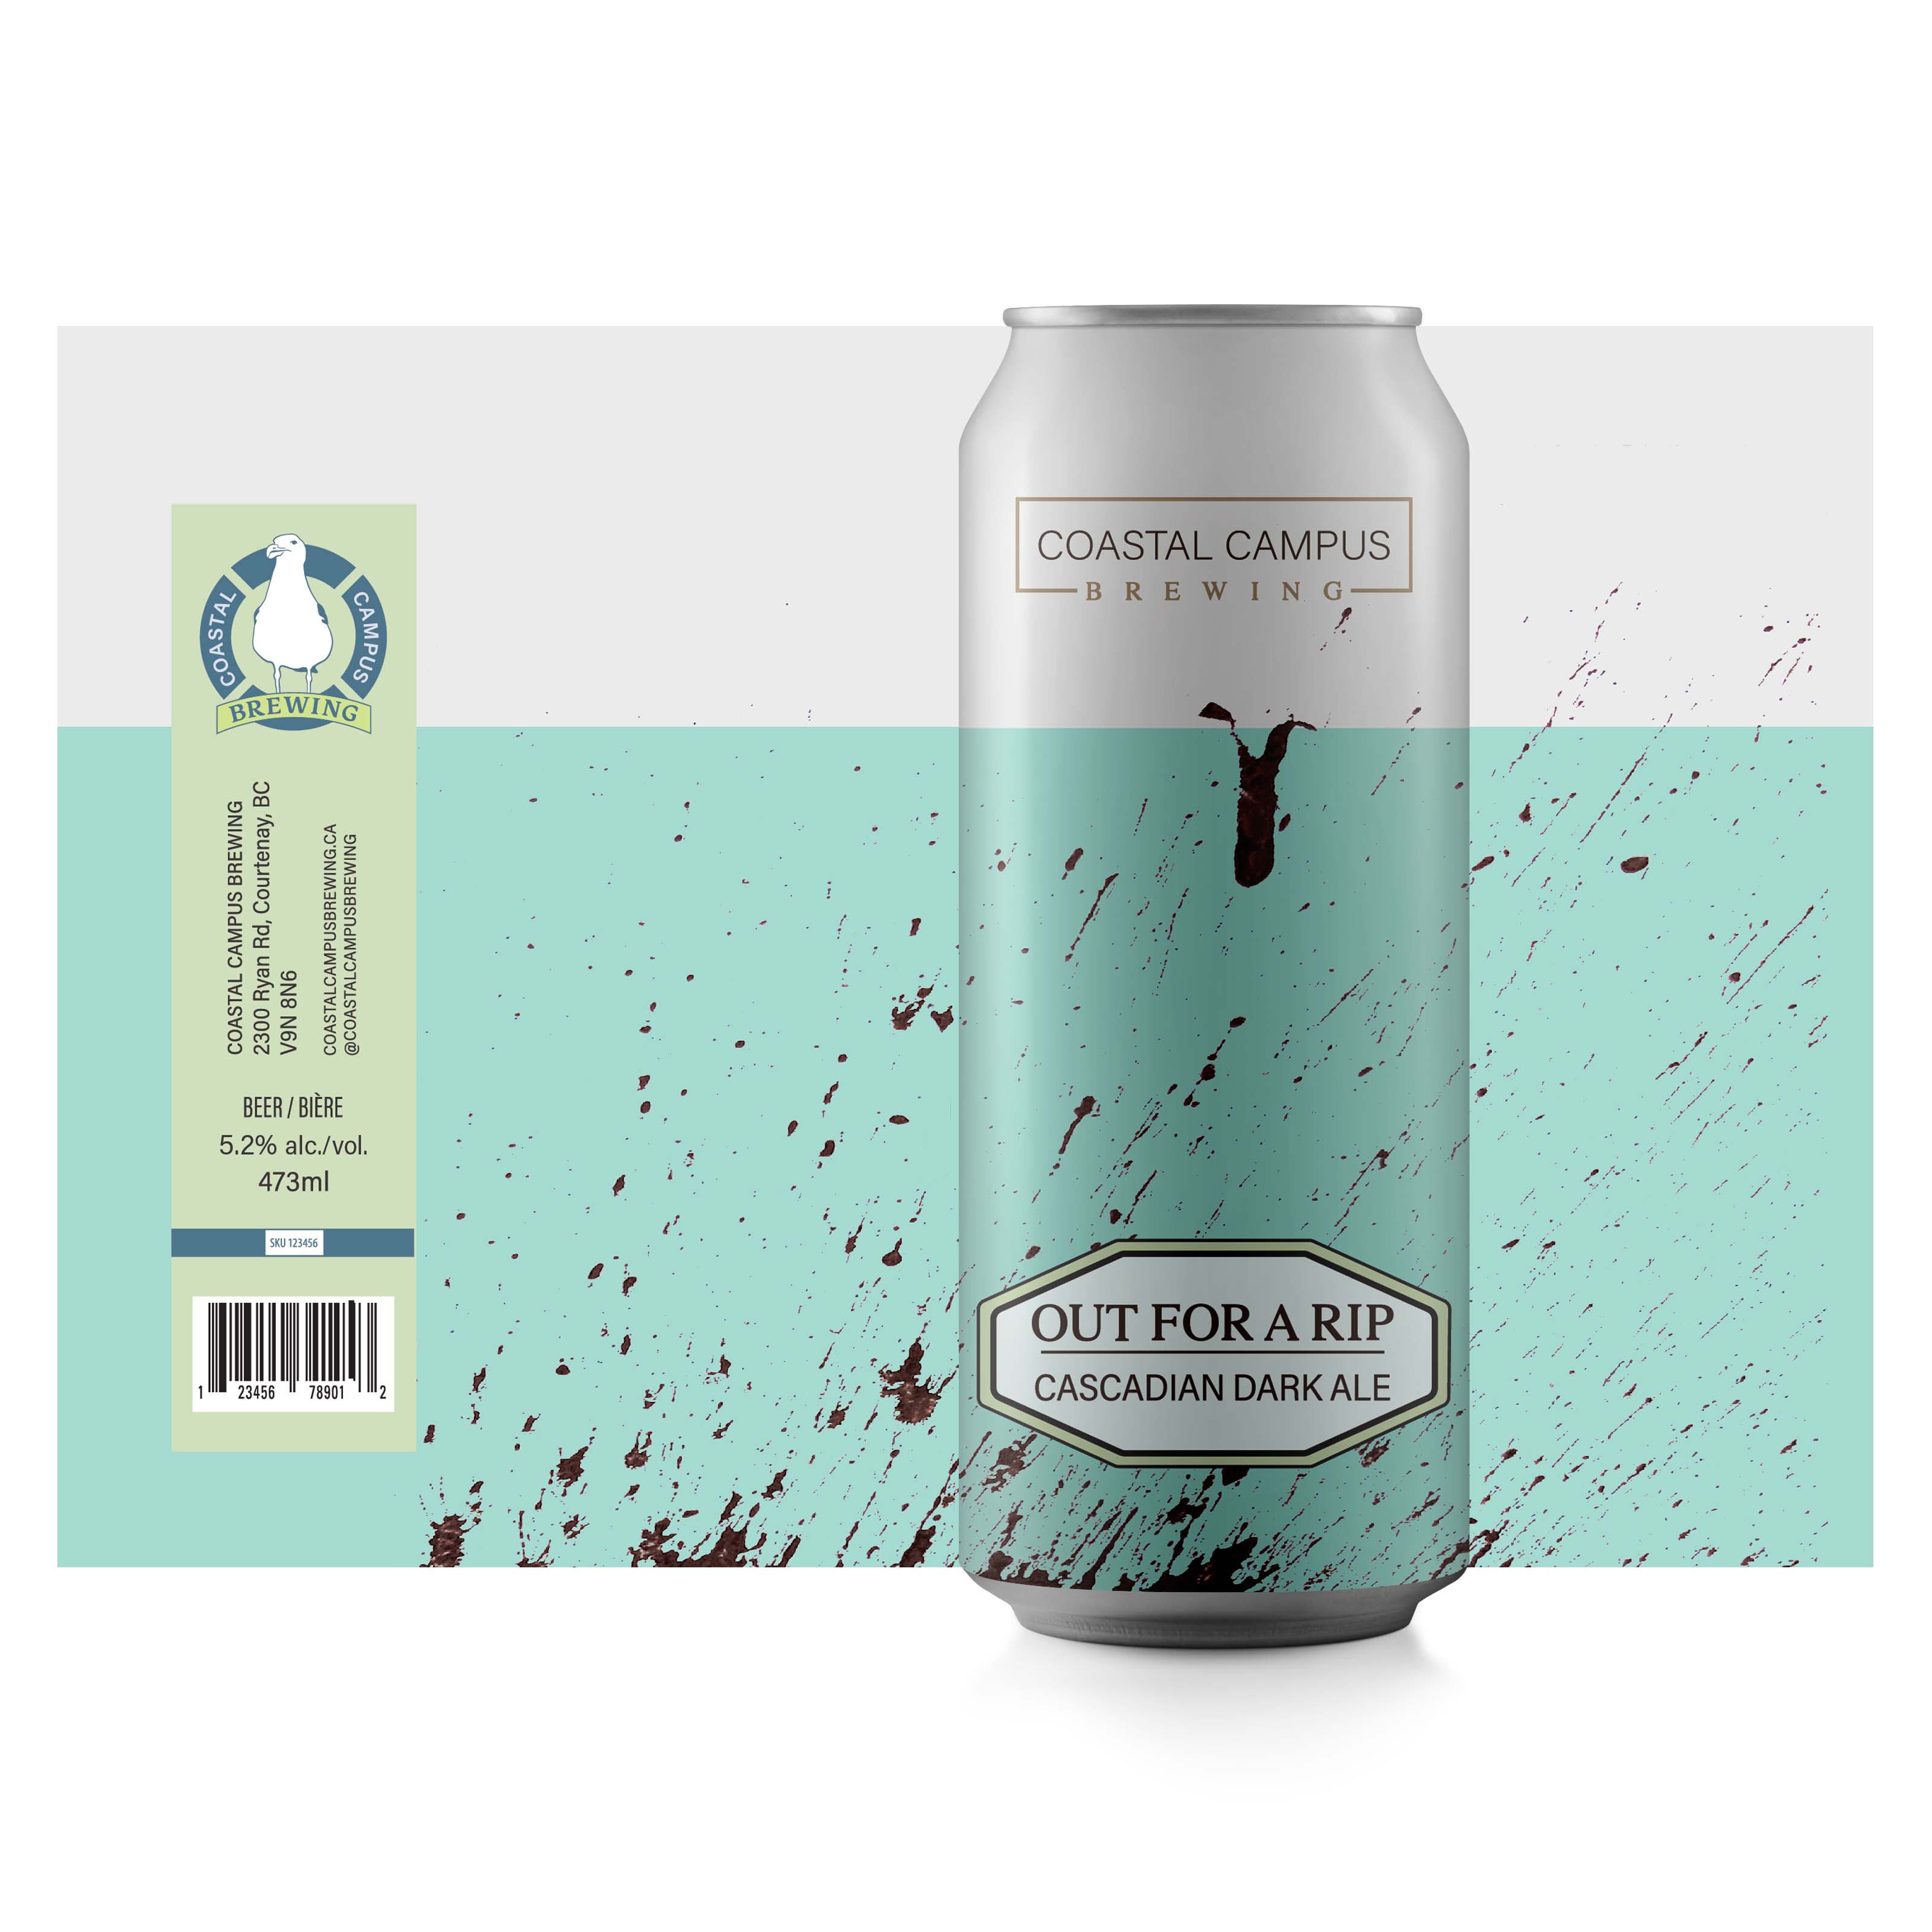 COASTAL CAMPUS
BREWING
COASTAL CAMPUS BREWING
2300 Ryan Rd, Courtenay, BC
V9N 8N6
COASTALCAMPUSBREWING.CA
@COASTALCAMPUSBREWING
BEER / BIÈRE
5.2% alc./vol.
473ml
SKU 123456
1 23456 78901 2
COASTAL CAMPUS
BREWING
OUT FOR A RIP
CASCADIAN DARK ALE